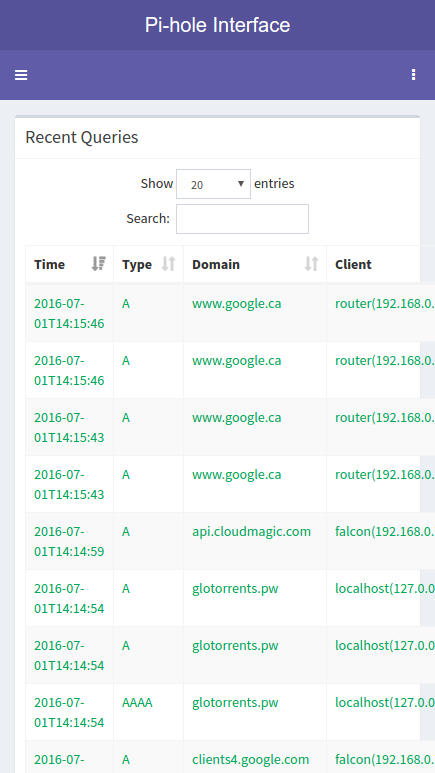 Pi-hole Interface
Recent Queries
Show 20 entries
Search:
Time Type Domain Client
2016-07- A www.google.ca router(192.168.0.
01T14:15:46
2016-07- A www.google.ca router(192.168.0.
01T14:15:46
2016-07- A www.google.ca router(192.168.0.
01T14:15:43
2016-07- A www.google.ca router(192.168.0.
01T14:15:43
2016-07- A api.cloudmagic.com falcon(192.168.0.
01T14:14:59
2016-07- A glotorrents.pw localhost(127.0.0
01T14:14:54
2016-07- A glotorrents.pw localhost(127.0.0
01T14:14:54
2016-07- AAAA glotorrents.pw localhost(127.0.0
01T14:14:54
2016-07- A clients4.google.com falcon(192.168.0.